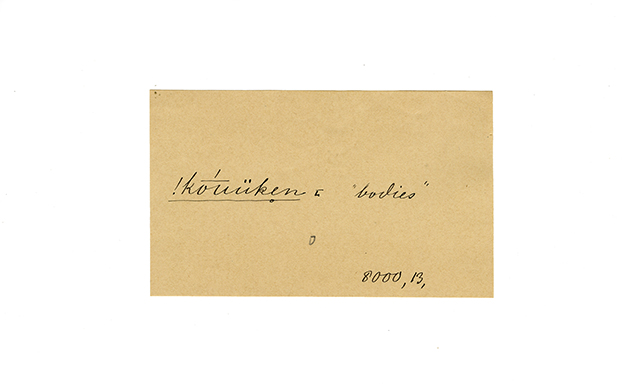 !kóuüken = "bodies"
D
8000, 13,